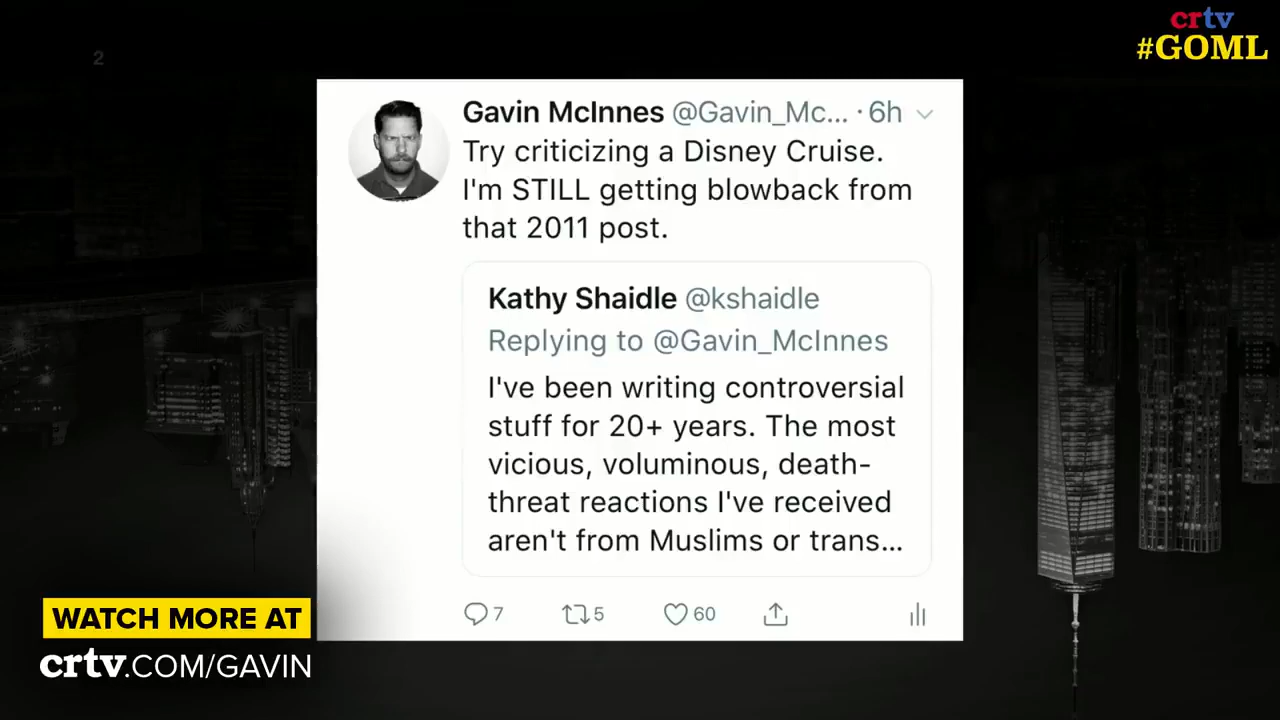 crtv
#GOML
2
Gavin McInnes @Gavin_Mc... · 6h
Try criticizing a Disney Cruise.
I'm STILL getting blowback from
that 2011 post.
Kathy Shaidle @kshaidle
Replying to @Gavin_McInnes
I've been writing controversial
stuff for 20+ years. The most
vicious, voluminous, death-
threat reactions I've received
aren't from Muslims or trans...
7 5 60
WATCH MORE AT
crtv.COM/GAVIN